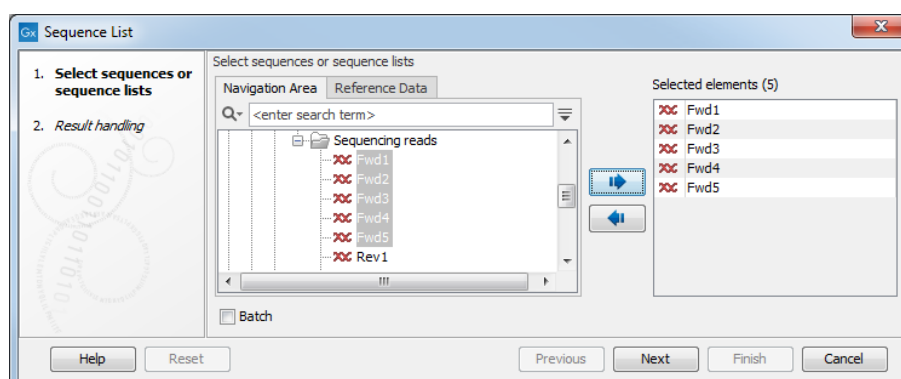 Gx Sequence List
1. Select sequences or
sequence lists
2. Result handling
Select sequences or sequence lists
Navigation Area Reference Data
<enter search term>
Sequencing reads
Fwd1
Fwd2
Fwd3
Fwd4
Fwd5
Rev1
Batch
Selected elements (5)
Fwd1
Fwd2
Fwd3
Fwd4
Fwd5
Help Reset Previous Next Finish Cancel